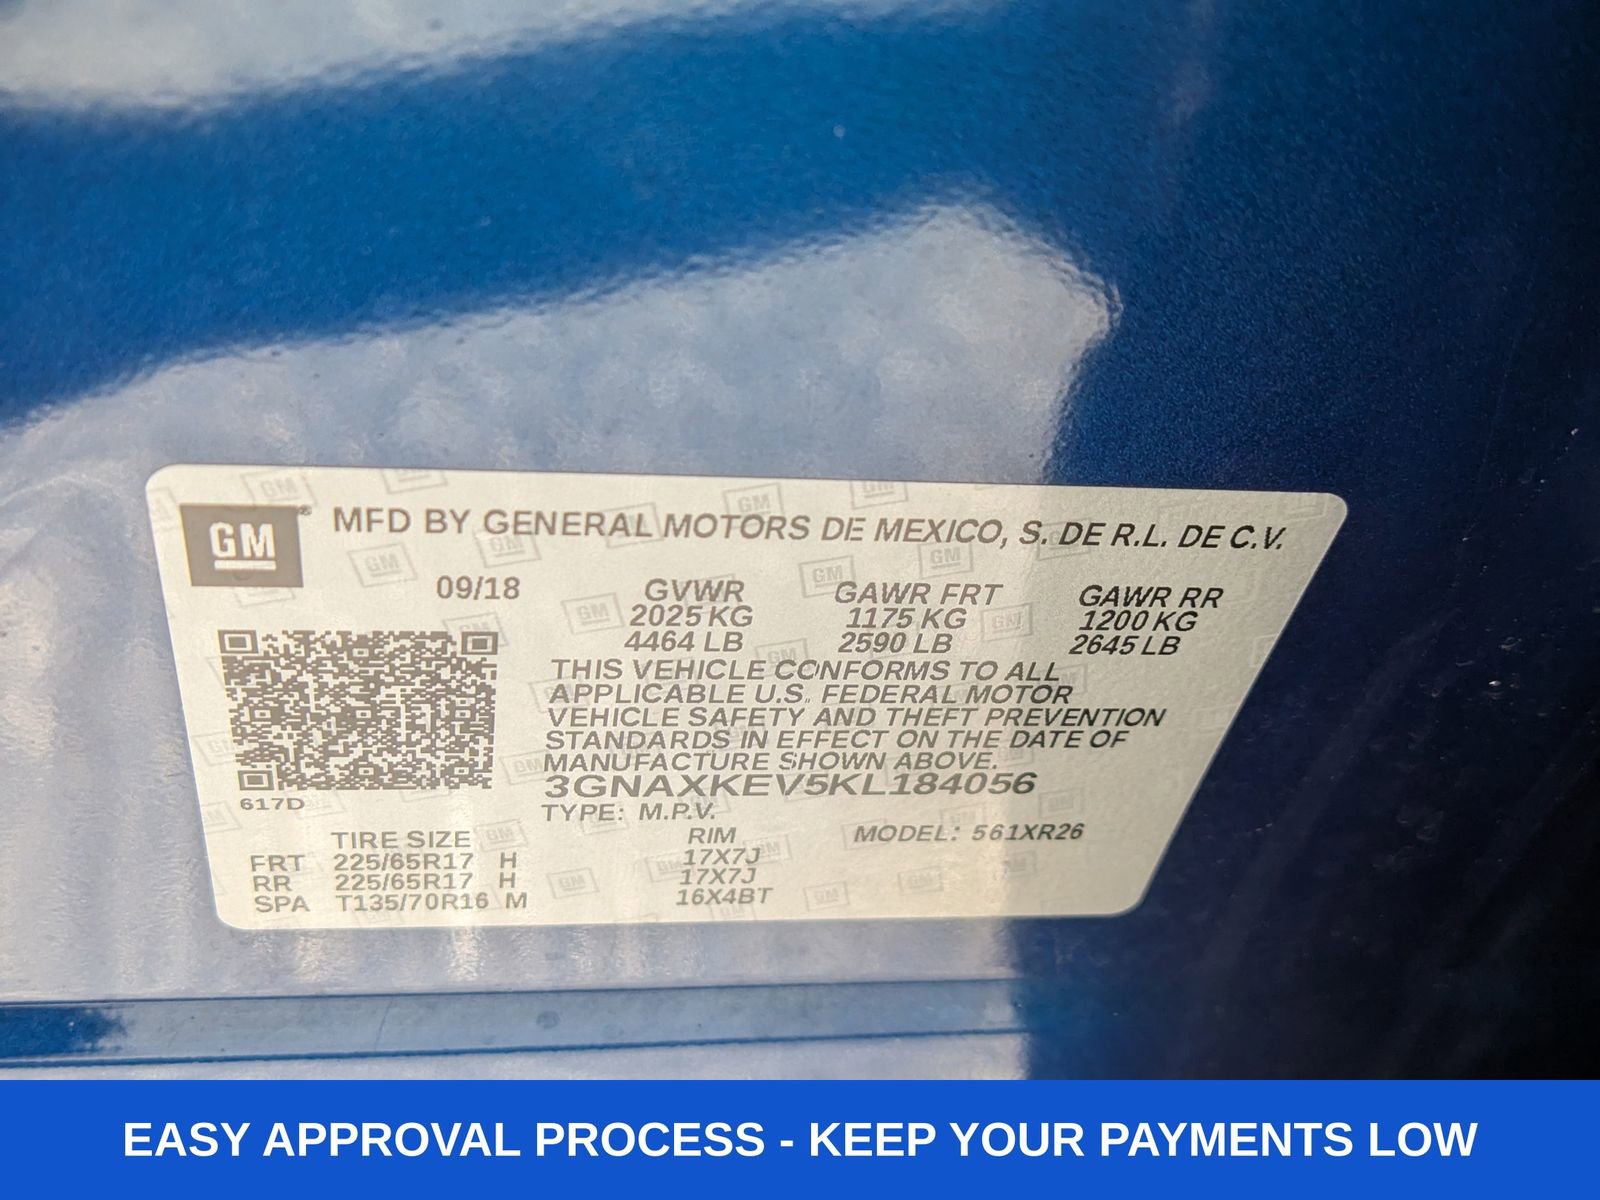 GM ® MFD BY GENERAL MOTORS DE MEXICO, S. DE R.L. DE C.V.
09/18 GVWR GAWR FRT GAWR RR
2025 KG 1175 KG 1200 KG
4464 LB 2590 LB 2645 LB
THIS VEHICLE CONFORMS TO ALL
APPLICABLE U.S. FEDERAL MOTOR
VEHICLE SAFETY AND THEFT PREVENTION
STANDARDS IN EFFECT ON THE DATE OF
MANUFACTURE SHOWN ABOVE.
3GNAXKEV5KL184056
617D
TYPE: M.P.V.
TIRE SIZE RIM MODEL: 561XR26
FRT 225/65R17 H 17X7J
RR 225/65R17 H 17X7J
SPA T135/70R16 M 16X4BT
EASY APPROVAL PROCESS - KEEP YOUR PAYMENTS LOW